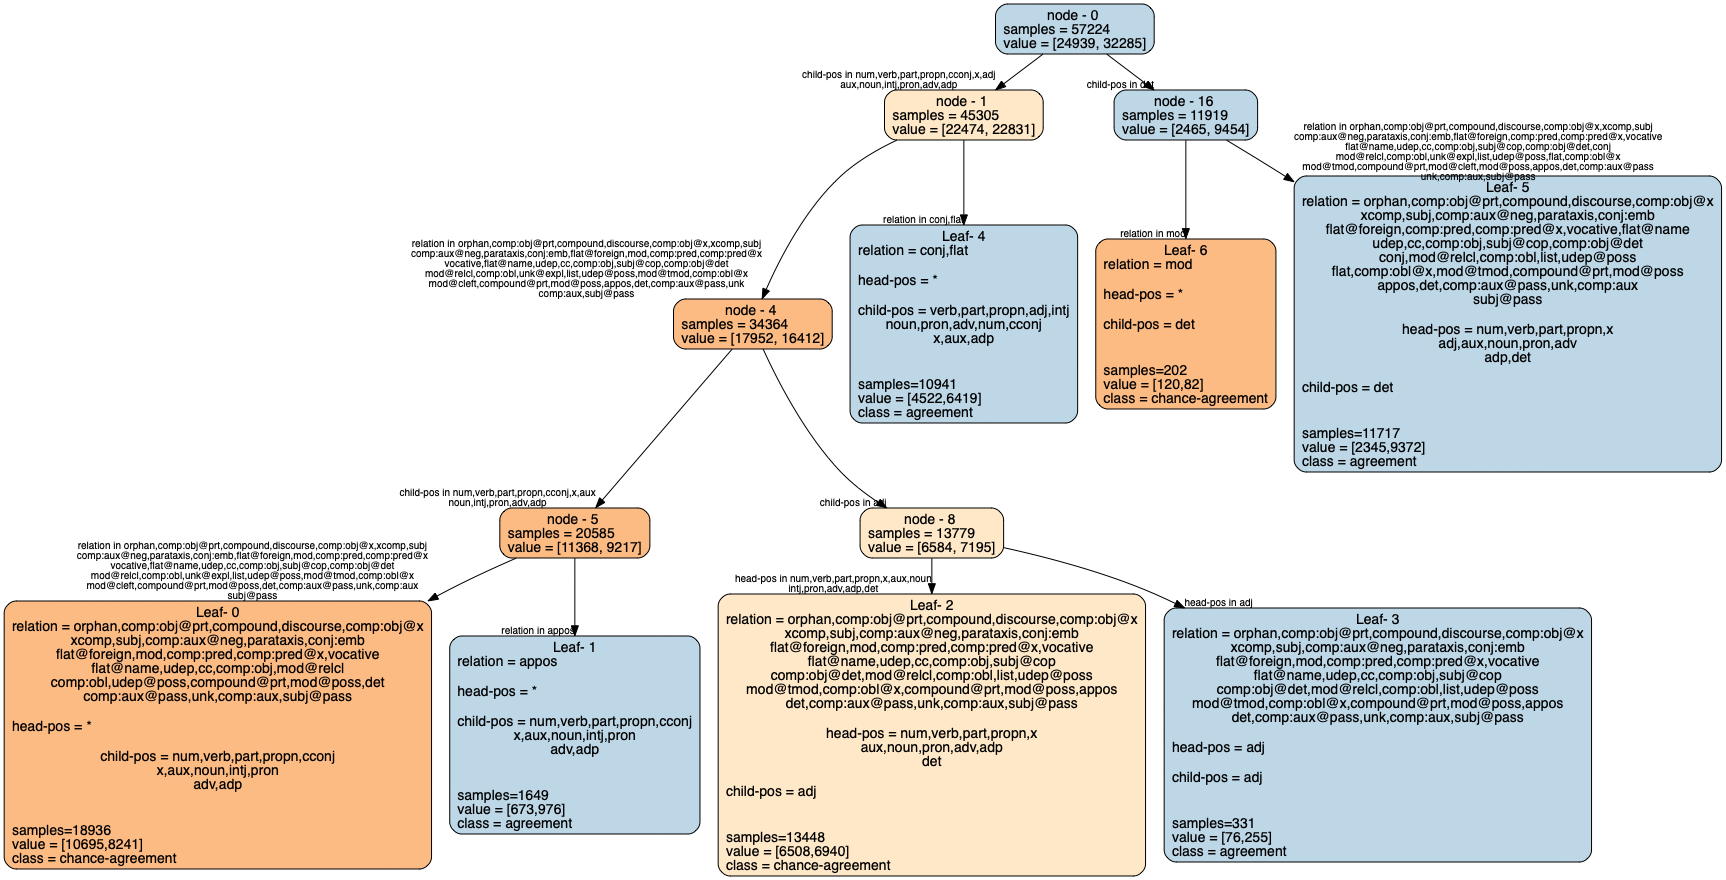 node - 0
samples = 57224
value = [24939, 32285]
child-pos in num,verb,part,propn,cconj,x,adj
aux,noun,intj,pron,adv,adp
child-pos in det
node - 1
samples = 45305
value = [22474, 22831]
node - 16
samples = 11919
value = [2465, 9454]
relation in orphan,comp:obj@prt,compound,discourse,comp:obj@x,xcomp,subj
comp:aux@neg,parataxis,conj:emb,flat@foreign,comp:pred,comp:pred@x,vocative
flat@name,udep,cc,comp:obj,subj@cop,comp:obj@det,conj
mod@relcl,comp:obl,unk@expl,list,udep@poss,flat,comp:obl@x
mod@tmod,compound@prt,mod@cleft,mod@poss,appos,det,comp:aux@pass
unk,comp:aux,subj@pass
Leaf- 5
relation = orphan,comp:obj@prt,compound,discourse,comp:obj@x
xcomp,subj,comp:aux@neg,parataxis,conj:emb
flat@foreign,comp:pred,comp:pred@x,vocative,flat@name
udep,cc,comp:obj,subj@cop,comp:obj@det
conj,mod@relcl,comp:obl,list,udep@poss
flat,comp:obl@x,mod@tmod,compound@prt,mod@poss
appos,det,comp:aux@pass,unk,comp:aux
subj@pass
head-pos = num,verb,part,propn,x
adj,aux,noun,pron,adv
adp,det
child-pos = det
samples=11717
value = [2345,9372]
class = agreement
relation in conj,flat
Leaf- 4
relation = conj,flat
head-pos = *
child-pos = verb,part,propn,adj,intj
noun,pron,adv,num,cconj
x,aux,adp
samples=10941
value = [4522,6419]
class = agreement
relation in mod
Leaf- 6
relation = mod
head-pos = *
child-pos = det
samples=202
value = [120,82]
class = chance-agreement
relation in orphan,comp:obj@prt,compound,discourse,comp:obj@x,xcomp,subj
comp:aux@neg,parataxis,conj:emb,flat@foreign,mod,comp:pred,comp:pred@x
vocative,flat@name,udep,cc,comp:obj,subj@cop,comp:obj@det
mod@relcl,comp:obl,unk@expl,list,udep@poss,mod@tmod,comp:obl@x
mod@cleft,compound@prt,mod@poss,appos,det,comp:aux@pass,unk
comp:aux,subj@pass
node - 4
samples = 34364
value = [17952, 16412]
child-pos in num,verb,part,propn,cconj,x,aux
noun,intj,pron,adv,adp
child-pos in adj
node - 5
samples = 20585
value = [11368, 9217]
node - 8
samples = 13779
value = [6584, 7195]
relation in orphan,comp:obj@prt,compound,discourse,comp:obj@x,xcomp,subj
comp:aux@neg,parataxis,conj:emb,flat@foreign,mod,comp:pred,comp:pred@x
vocative,flat@name,udep,cc,comp:obj,subj@cop,comp:obj@det
mod@relcl,comp:obl,unk@expl,list,udep@poss,mod@tmod,comp:obl@x
mod@cleft,compound@prt,mod@poss,det,comp:aux@pass,unk,comp:aux
subj@pass
Leaf- 0
relation = orphan,comp:obj@prt,compound,discourse,comp:obj@x
xcomp,subj,comp:aux@neg,parataxis,conj:emb
flat@foreign,mod,comp:pred,comp:pred@x,vocative
flat@name,udep,cc,comp:obj,mod@relcl
comp:obl,udep@poss,compound@prt,mod@poss,det
comp:aux@pass,unk,comp:aux,subj@pass
head-pos = *
child-pos = num,verb,part,propn,cconj
x,aux,noun,intj,pron
adv,adp
samples=18936
value = [10695,8241]
class = chance-agreement
relation in appos
Leaf- 1
relation = appos
head-pos = *
child-pos = num,verb,part,propn,cconj
x,aux,noun,intj,pron
adv,adp
samples=1649
value = [673,976]
class = agreement
head-pos in num,verb,part,propn,x,aux,noun
intj,pron,adv,adp,det
Leaf- 2
relation = orphan,comp:obj@prt,compound,discourse,comp:obj@x
xcomp,subj,comp:aux@neg,parataxis,conj:emb
flat@foreign,mod,comp:pred,comp:pred@x,vocative
flat@name,udep,cc,comp:obj,subj@cop
comp:obj@det,mod@relcl,comp:obl,list,udep@poss
mod@tmod,comp:obl@x,compound@prt,mod@poss,appos
det,comp:aux@pass,unk,comp:aux,subj@pass
head-pos = num,verb,part,propn,x
aux,noun,pron,adv,adp
det
child-pos = adj
samples=13448
value = [6508,6940]
class = chance-agreement
head-pos in adj
Leaf- 3
relation = orphan,comp:obj@prt,compound,discourse,comp:obj@x
xcomp,subj,comp:aux@neg,parataxis,conj:emb
flat@foreign,mod,comp:pred,comp:pred@x,vocative
flat@name,udep,cc,comp:obj,subj@cop
comp:obj@det,mod@relcl,comp:obl,list,udep@poss
mod@tmod,comp:obl@x,compound@prt,mod@poss,appos
det,comp:aux@pass,unk,comp:aux,subj@pass
head-pos = adj
child-pos = adj
samples=331
value = [76,255]
class = agreement